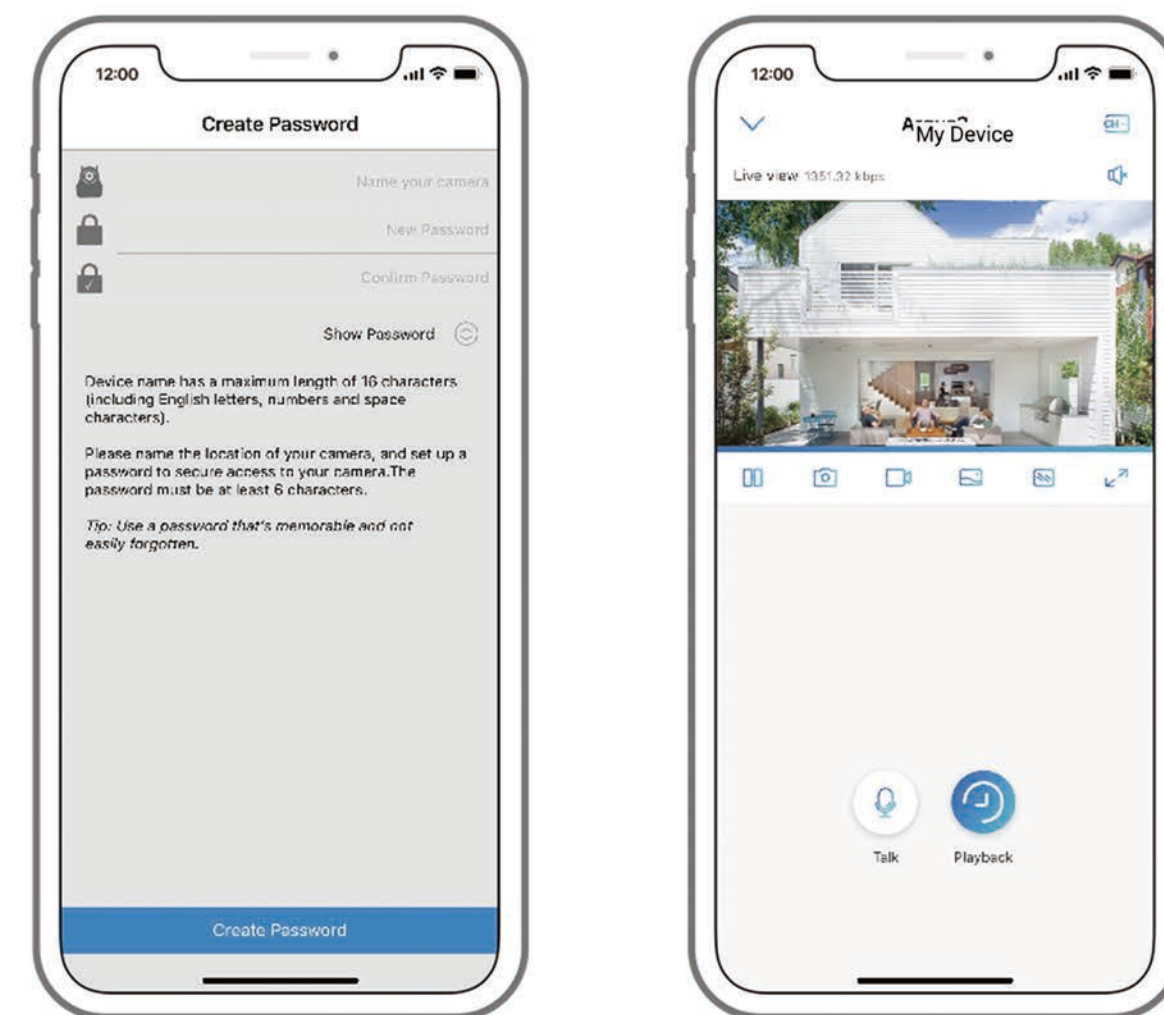 12:00
Create Password
Name your camera
New Password
Confirm Password
Show Password
Device name has a maximum length of 16 characters
(including English letters, numbers and space
characters).
Please name the location of your camera, and set up a
password to secure access to your camera.The
password must be at least 6 characters.
Tip: Use a password that's memorable and not
easily forgotten.
Create Password
12:00
My Device
Live view 1351.32 kbps
Talk
Playback